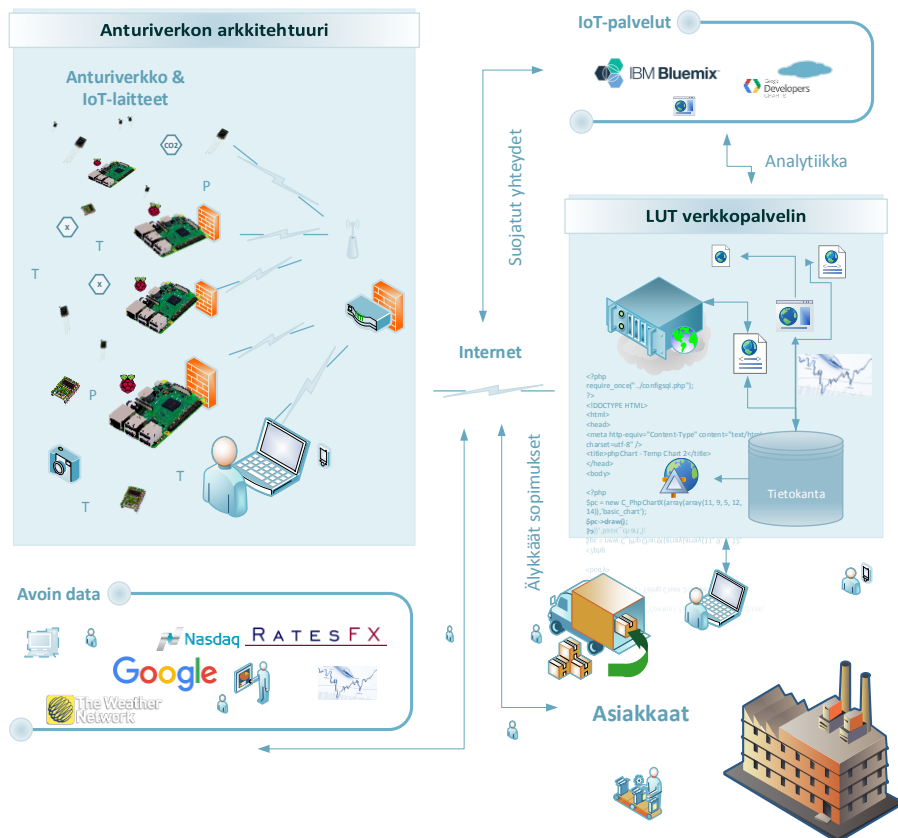 Anturiverkon arkkitehtuuri
Anturiverkko &
IoT-laitteet
CO2
P
X
T
T
X
P
T
T
IoT-palvelut
IBM Bluemix
Google
Developers
Suojatut yhteydet
Analytiikka
LUT verkkopalvelin
<?php
require_once("../configsql.php");
?>
<!DOCTYPE HTML>
<html>
<head>
<meta http-equiv="Content-Type" content="text/html;
charset=utf-8" />
<title>phpChart - Temp Chart 2</title>
</head>
<body>
<?php
$pc = new C_PhpChartX(array(array(11, 9, 5, 12,
14)),'basic_chart');
$pc->draw();
?>
Tietokanta
Internet
Älykkäät sopimukset
Avoin data
Nasdaq
RATESFX
Google
The Weather
Network
Asiakkaat